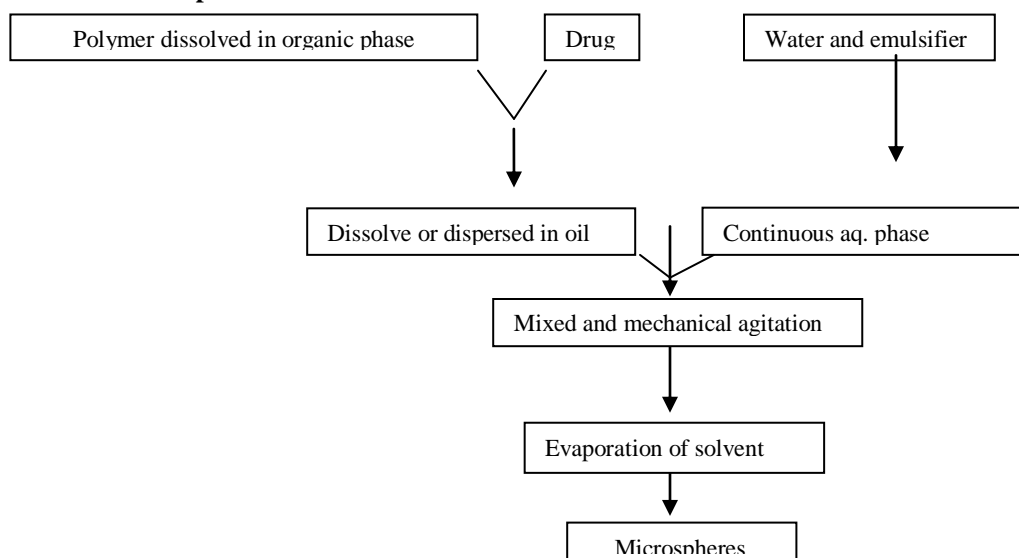 Polymer dissolved in organic phase
Drug
Water and emulsifier
Dissolve or dispersed in oil
Continuous aq. phase
Mixed and mechanical agitation
Evaporation of solvent
Microspheres